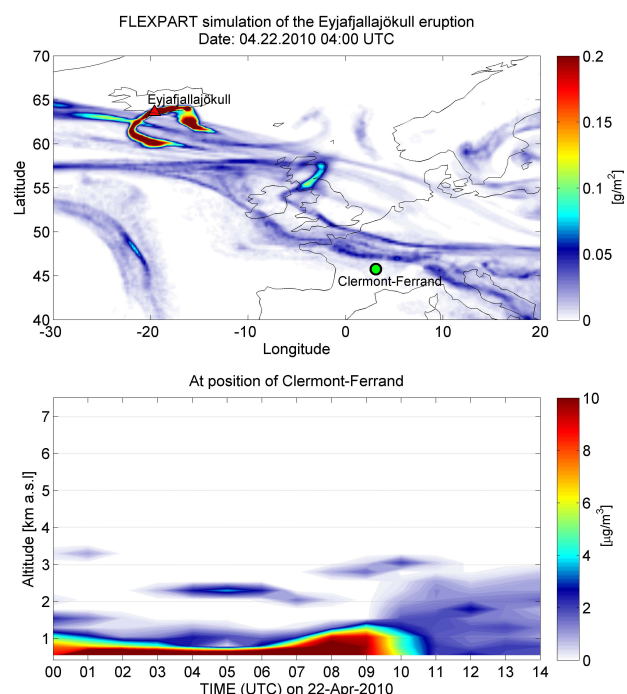 FLEXPART simulation of the Eyjafjallajökull eruption
Date: 04.22.2010 04:00 UTC
70
65
60
55
50
45
40
Latitude
-30
-20
-10
0
10
20
Longitude
Eyjafjallajökull
Clermont-Ferrand
0.2
0.15
0.1
0.05
0
[g/m²]
At position of Clermont-Ferrand
7
6
5
4
3
2
1
Altitude [km a.s.l]
00 01 02 03 04 05 06 07 08 09 10 11 12 13 14
TIME (UTC) on 22-Apr-2010
10
8
6
4
2
0
[µg/m³]